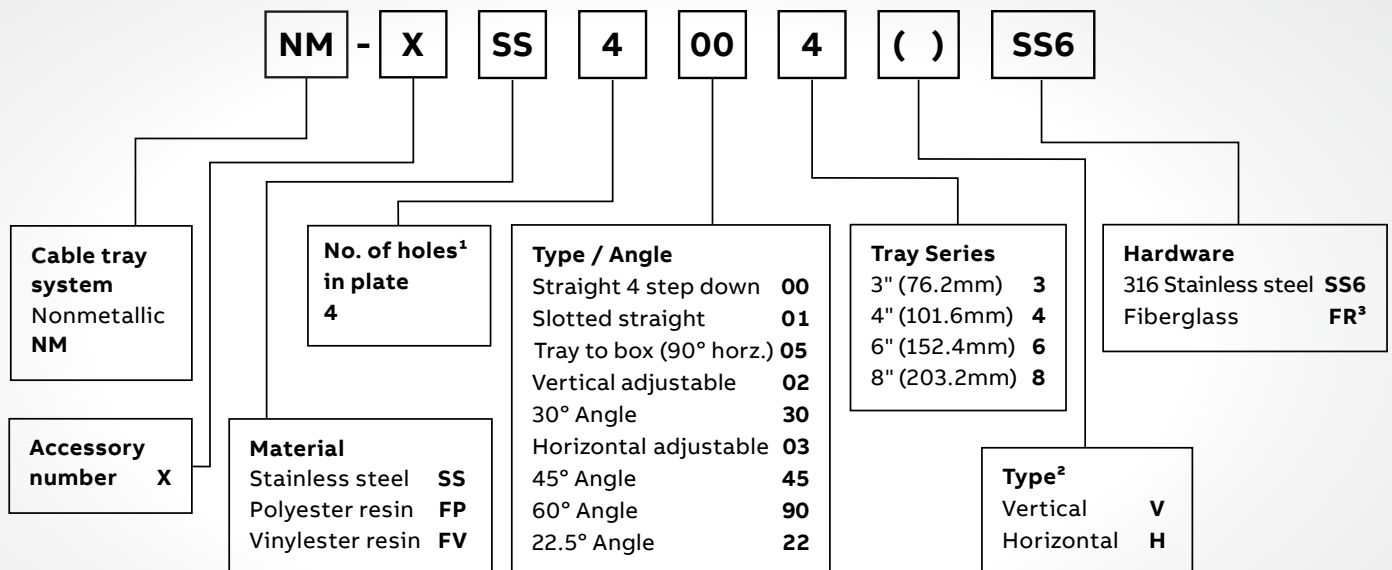 NM - X SS 4 00 4 ( ) SS6
Cable tray
system
Nonmetallic
NM
Accessory
number X
Material
Stainless steel SS
Polyester resin FP
Vinylester resin FV
No. of holes¹
in plate
4
Type / Angle
Straight 4 step down 00
Slotted straight 01
Tray to box (90° horz.) 05
Vertical adjustable 02
30° Angle 30
Horizontal adjustable 03
45° Angle 45
60° Angle 90
22.5° Angle 22
Tray Series
3" (76.2mm) 3
4" (101.6mm) 4
6" (152.4mm) 6
8" (203.2mm) 8
Type²
Vertical V
Horizontal H
Hardware
316 Stainless steel SS6
Fiberglass FR³